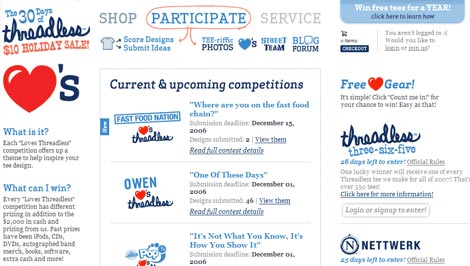 The 30 Days of
threadless
$10 HOLIDAY SALE!
SHOP PARTICIPATE SERVICE
Score Designs
Submit Ideas
TEE-riffic
PHOTOS
's STREET
TEAM
BLOG
FORUM
Win free tees for a YEAR!
click here to learn how
0 items
CHECKOUT
You aren't logged in :(
Would you like to
login or join us?
's
What is it?
Each "Loves Threadless"
competition offers up a
theme to help inspire your
tee design.
What can I win?
Every "Loves Threadless"
competition has different
pricing in addition to the
$2,000 in cash and
prizing from us. Past prizes
have been iPods, CDs,
DVDs, autographed band
merch, books, software,
extra cash and more!
Current & upcoming competitions
New
FAST FOOD NATION
's
threadless
"Where are you on the fast food
chain?"
Submission deadline: December 15,
2006
Designs submitted: 2 | View them
Read full contest details
OWEN
's
threadless
"One Of These Days"
Submission deadline: December 01,
2006
Designs submitted: 46 | View them
Read full contest details
Pop
's
"It's Not What You Know, It's
How You Show It"
Submission deadline: December 01,
2006
Free Gear!
It's simple! Click "Count me in!" for
your chance to win! Easy as that!
threadless
three-six-five
28 days left to enter! Official Rules
One lucky winner will receive one of every
Threadless tee we make for all of 2007! That's
over 550 tees!
Click here for more information!
Login or signup to enter!
N NETTWERK
21 days left to enter! Official Rules